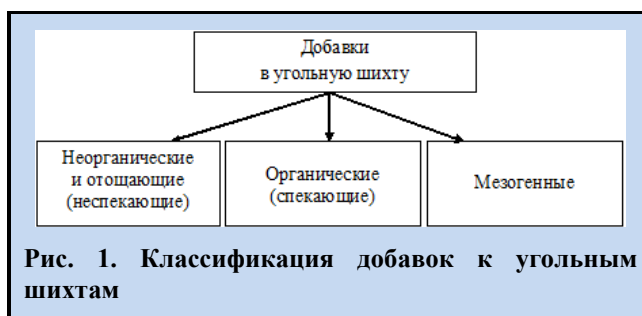 Добавки
в угольную шихту
Неорганические
и отощающие
(неспекающие)
Органические
(спекающие)
Мезогенные
Рис. 1. Классификация добавок к угольным
шихтам